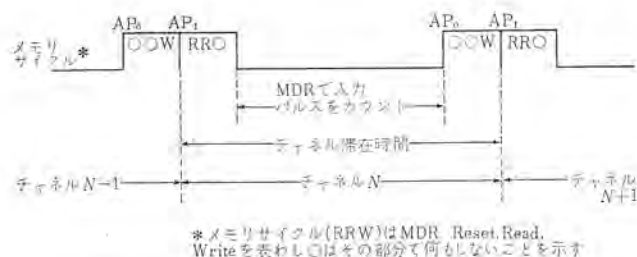 AP₀ AP₁ AP₀ AP₁
メモリサイクル*
○○W RR○ ○○W RR○
MDRで入力
パルスをカウント
チャネル滞在時間
チャネルN−1 チャネルN チャネルN+1
*メモリサイクル(RRW)はMDR Reset, Read,
Writeを表わし○はその部分で何もしないことを示す